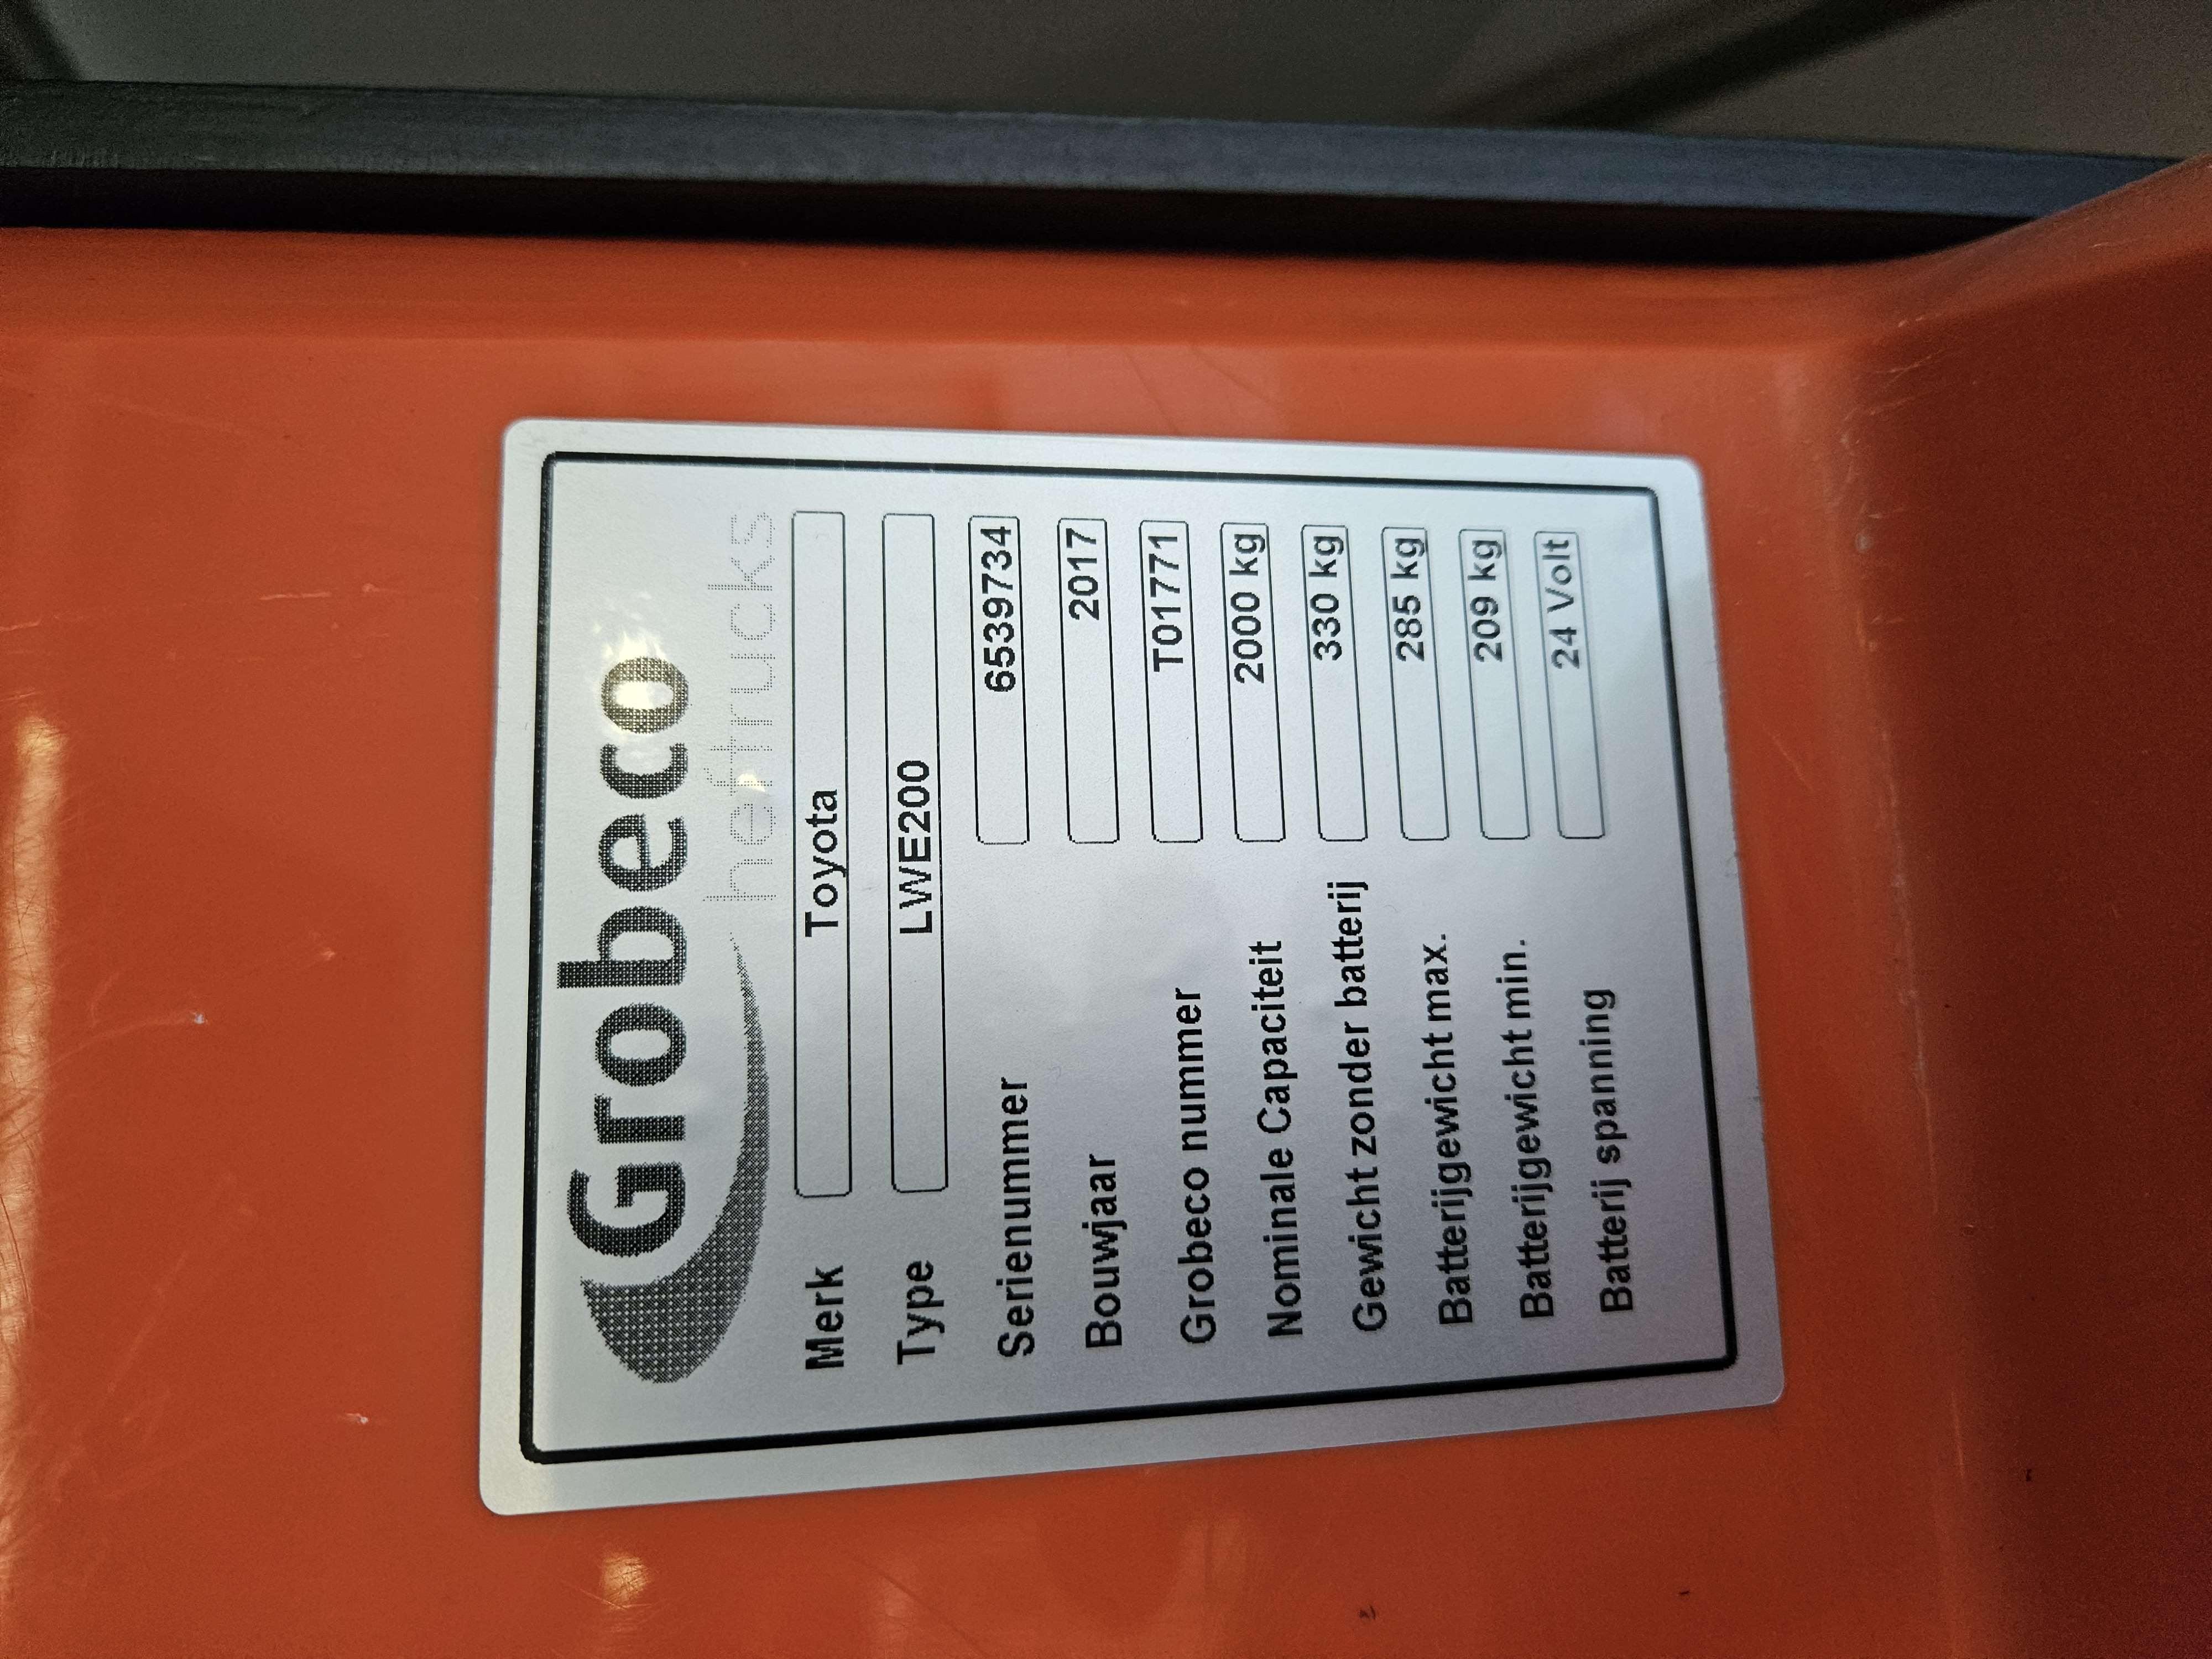 Grobeco
heftrucks
Merk Toyota
Type LWE200
Serienummer 6539734
Bouwjaar 2017
Grobeco nummer T01771
Nominale Capaciteit 2000 kg
Gewicht zonder batterij 330 kg
Batterijgewicht max. 285 kg
Batterijgewicht min. 209 kg
Batterij spanning 24 Volt